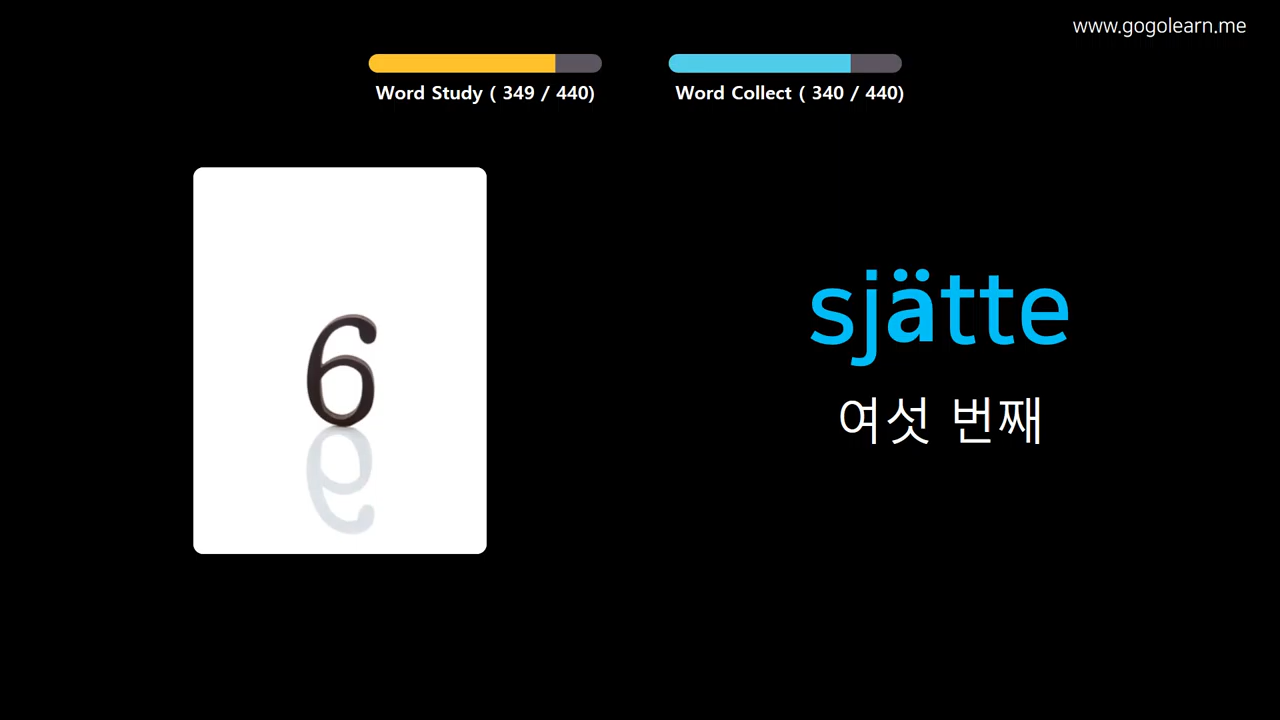 www.gogolearn.me
Word Study ( 349 / 440)
Word Collect ( 340 / 440)
6
sjätte
여섯 번째